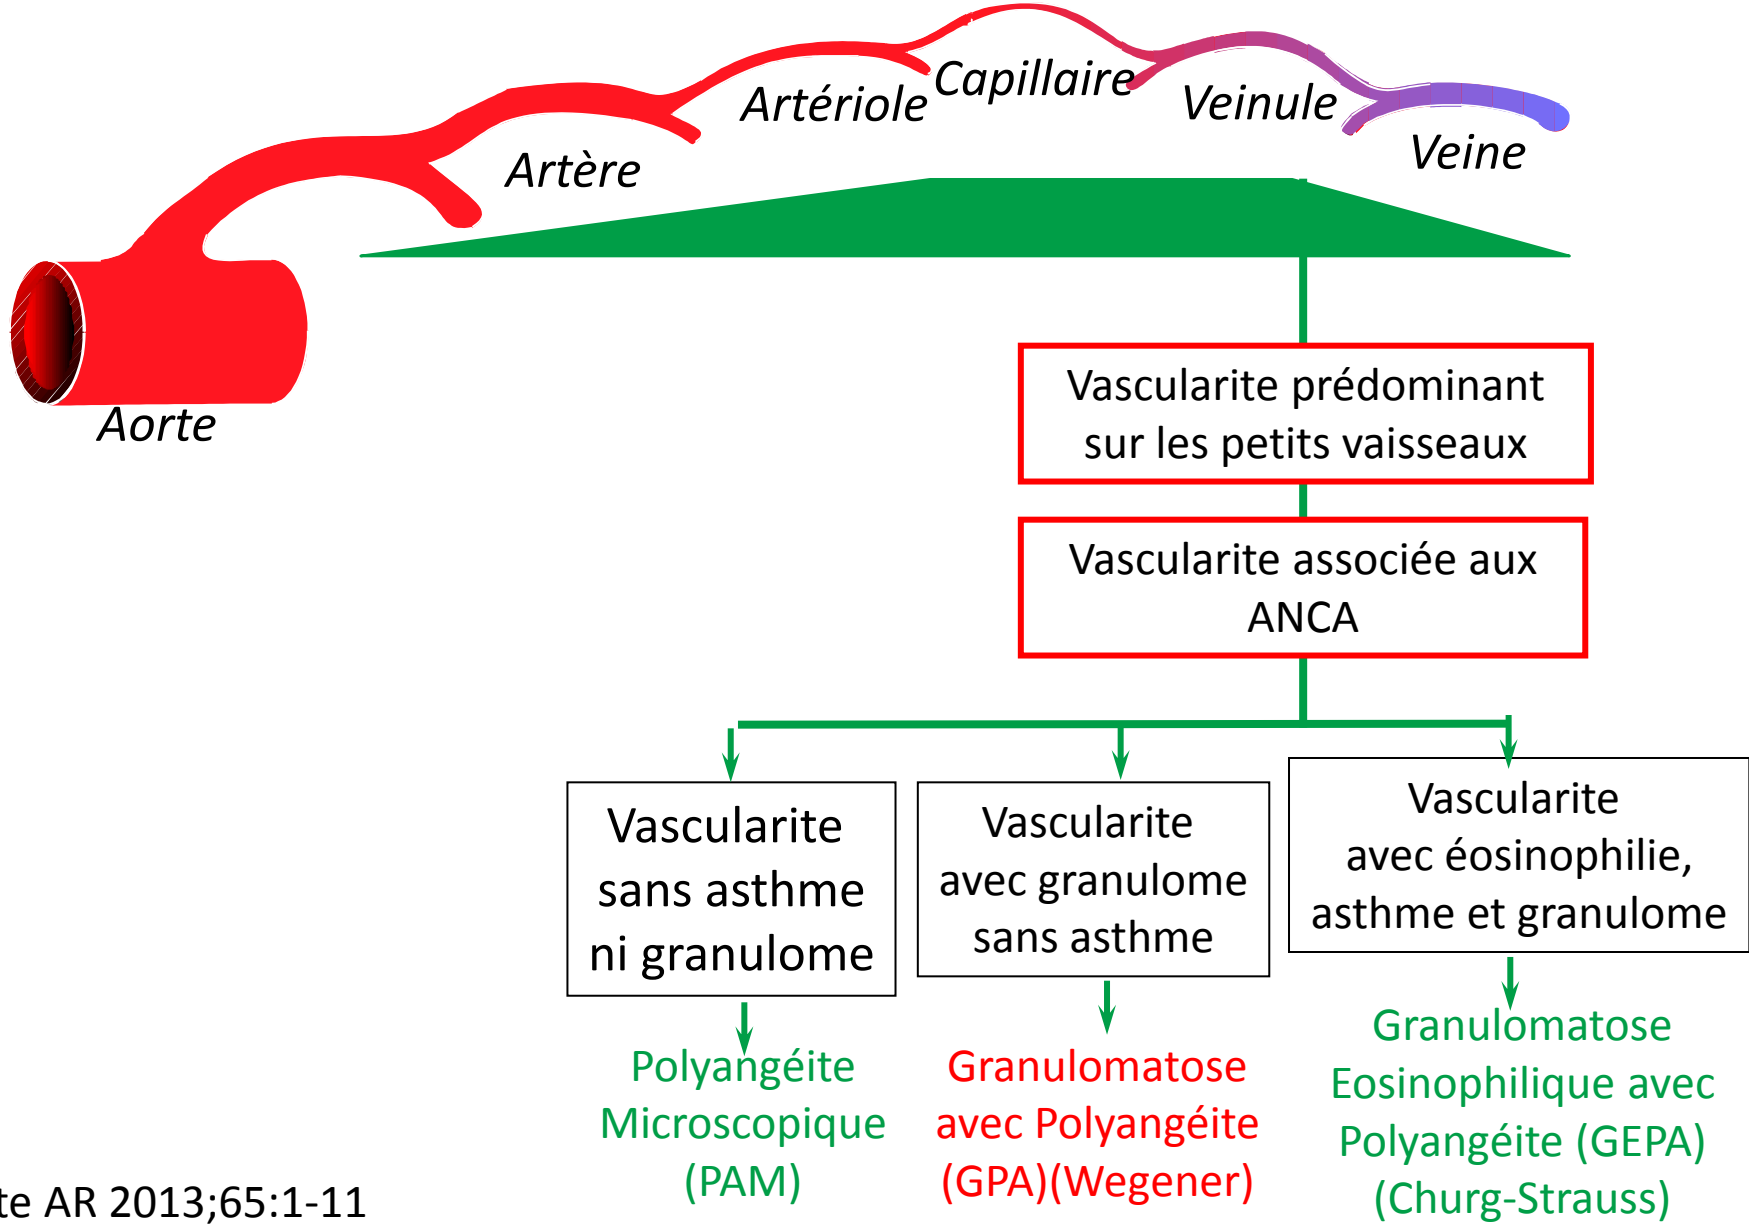 Capillaire
Artériole
Veinule
Veine
Artère
Aorte
Vascularite prédominant
sur les petits vaisseaux
Vascularite associée aux
ANCA
Vascularite
sans asthme
ni granulome
Vascularite
avec granulome
sans asthme
Vascularite
avec éosinophilie,
asthme et granulome
Polyangéite
Microscopique
(PAM)
Granulomatose
avec Polyangéite
(GPA)(Wegener)
Granulomatose
Eosinophilique avec
Polyangéite (GEPA)
(Churg-Strauss)
te AR 2013;65:1-11